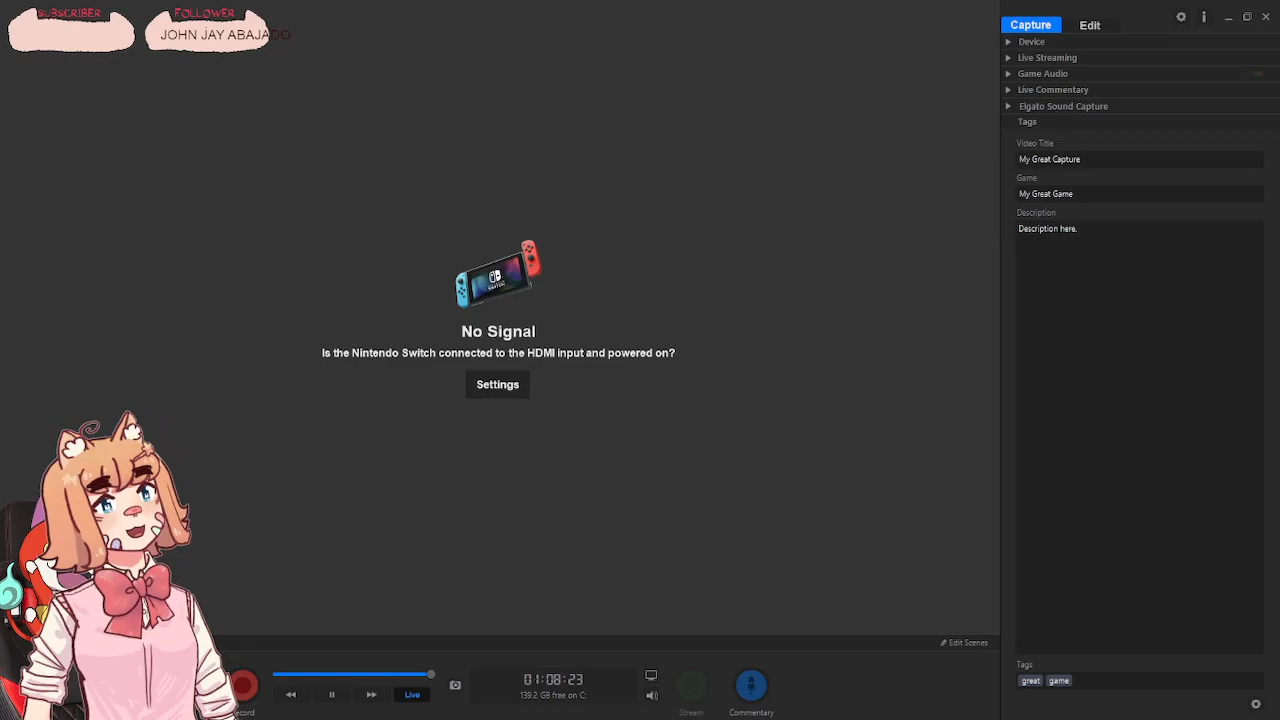 SUBSCRIBER
FOLLOWER
JOHN JAY ABAJADO
Capture
Edit
Device
Live Streaming
Game Audio
Live Commentary
Elgato Sound Capture
Tags
Video Title
My Great Capture
Game
My Great Game
Description
Description here.
No Signal
Is the Nintendo Switch connected to the HDMI input and powered on?
Settings
Edit Scenes
Live
01:08:23
139.2 GB free on C:
ecord
Stream
Commentary
Tags
great game